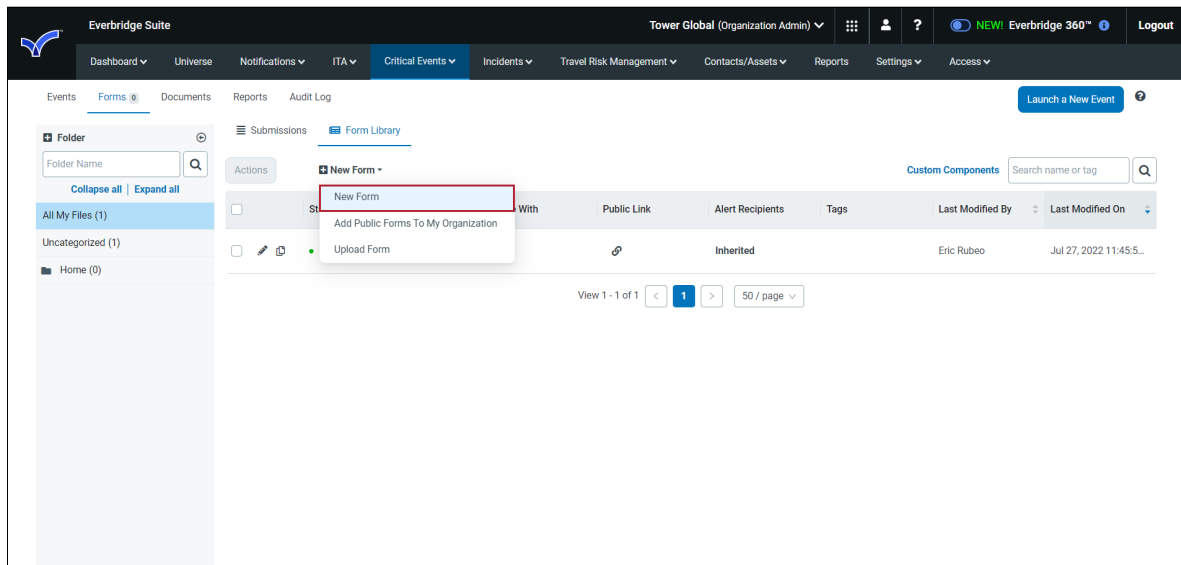 Everbridge Suite
Tower Global (Organization Admin)
?
NEW! Everbridge 360™
Logout
Dashboard Universe Notifications ITA Critical Events Incidents Travel Risk Management Contacts/Assets Reports Settings Access
Events Forms 0 Documents Reports Audit Log
Launch a New Event
Folder
Folder Name
Collapse all | Expand all
All My Files (1)
Uncategorized (1)
Home (0)
Submissions Form Library
Actions
New Form
Custom Components
Search name or tag
New Form
Add Public Forms To My Organization
Upload Form
St With Public Link Alert Recipients Tags Last Modified By Last Modified On
Inherited Eric Rubeo Jul 27, 2022 11:45:5...
View 1 - 1 of 1 < 1 > 50 / page